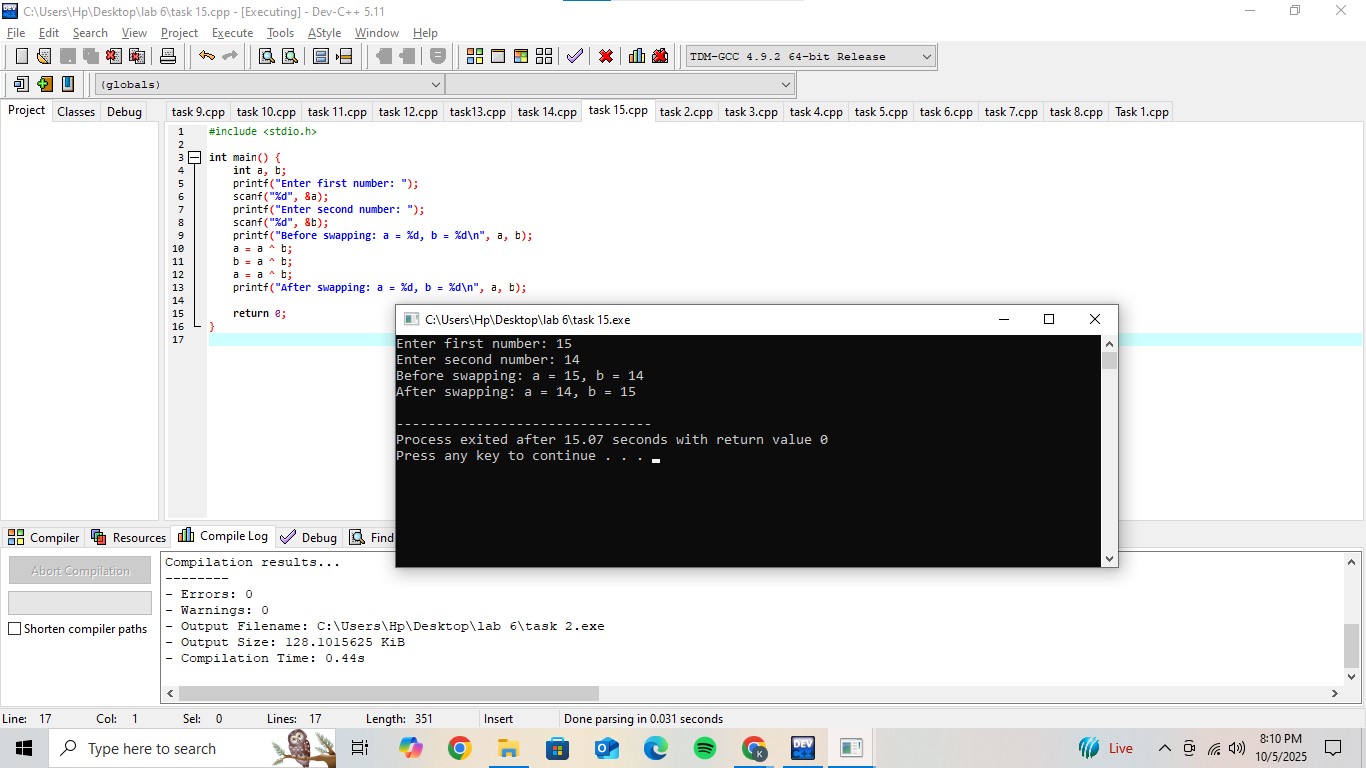 C:\Users\Hp\Desktop\lab 6\task 15.cpp - [Executing] - Dev-C++ 5.11
File Edit Search View Project Execute Tools AStyle Window Help
TDM-GCC 4.9.2 64-bit Release
(globals)
Project Classes Debug
task 9.cpp task 10.cpp task 11.cpp task 12.cpp task13.cpp task 14.cpp task 15.cpp task 2.cpp task 3.cpp task 4.cpp task 5.cpp task 6.cpp task 7.cpp task 8.cpp Task 1.cpp
1 #include <stdio.h>
2
3 int main() {
4 int a, b;
5 printf("Enter first number: ");
6 scanf("%d", &a);
7 printf("Enter second number: ");
8 scanf("%d", &b);
9 printf("Before swapping: a = %d, b = %d\n", a, b);
10 a = a ^ b;
11 b = a ^ b;
12 a = a ^ b;
13 printf("After swapping: a = %d, b = %d\n", a, b);
14
15 return 0;
16 }
17
C:\Users\Hp\Desktop\lab 6\task 15.exe
Enter first number: 15
Enter second number: 14
Before swapping: a = 15, b = 14
After swapping: a = 14, b = 15
--------------------------------
Process exited after 15.07 seconds with return value 0
Press any key to continue . . .
Compiler Resources Compile Log Debug Find
Abort Compilation
Shorten compiler paths
Compilation results...
--------
- Errors: 0
- Warnings: 0
- Output Filename: C:\Users\Hp\Desktop\lab 6\task 2.exe
- Output Size: 128.1015625 KiB
- Compilation Time: 0.44s
Line: 17 Col: 1 Sel: 0 Lines: 17 Length: 351 Insert Done parsing in 0.031 seconds
Type here to search
K
DEV
Live
8:10 PM
10/5/2025